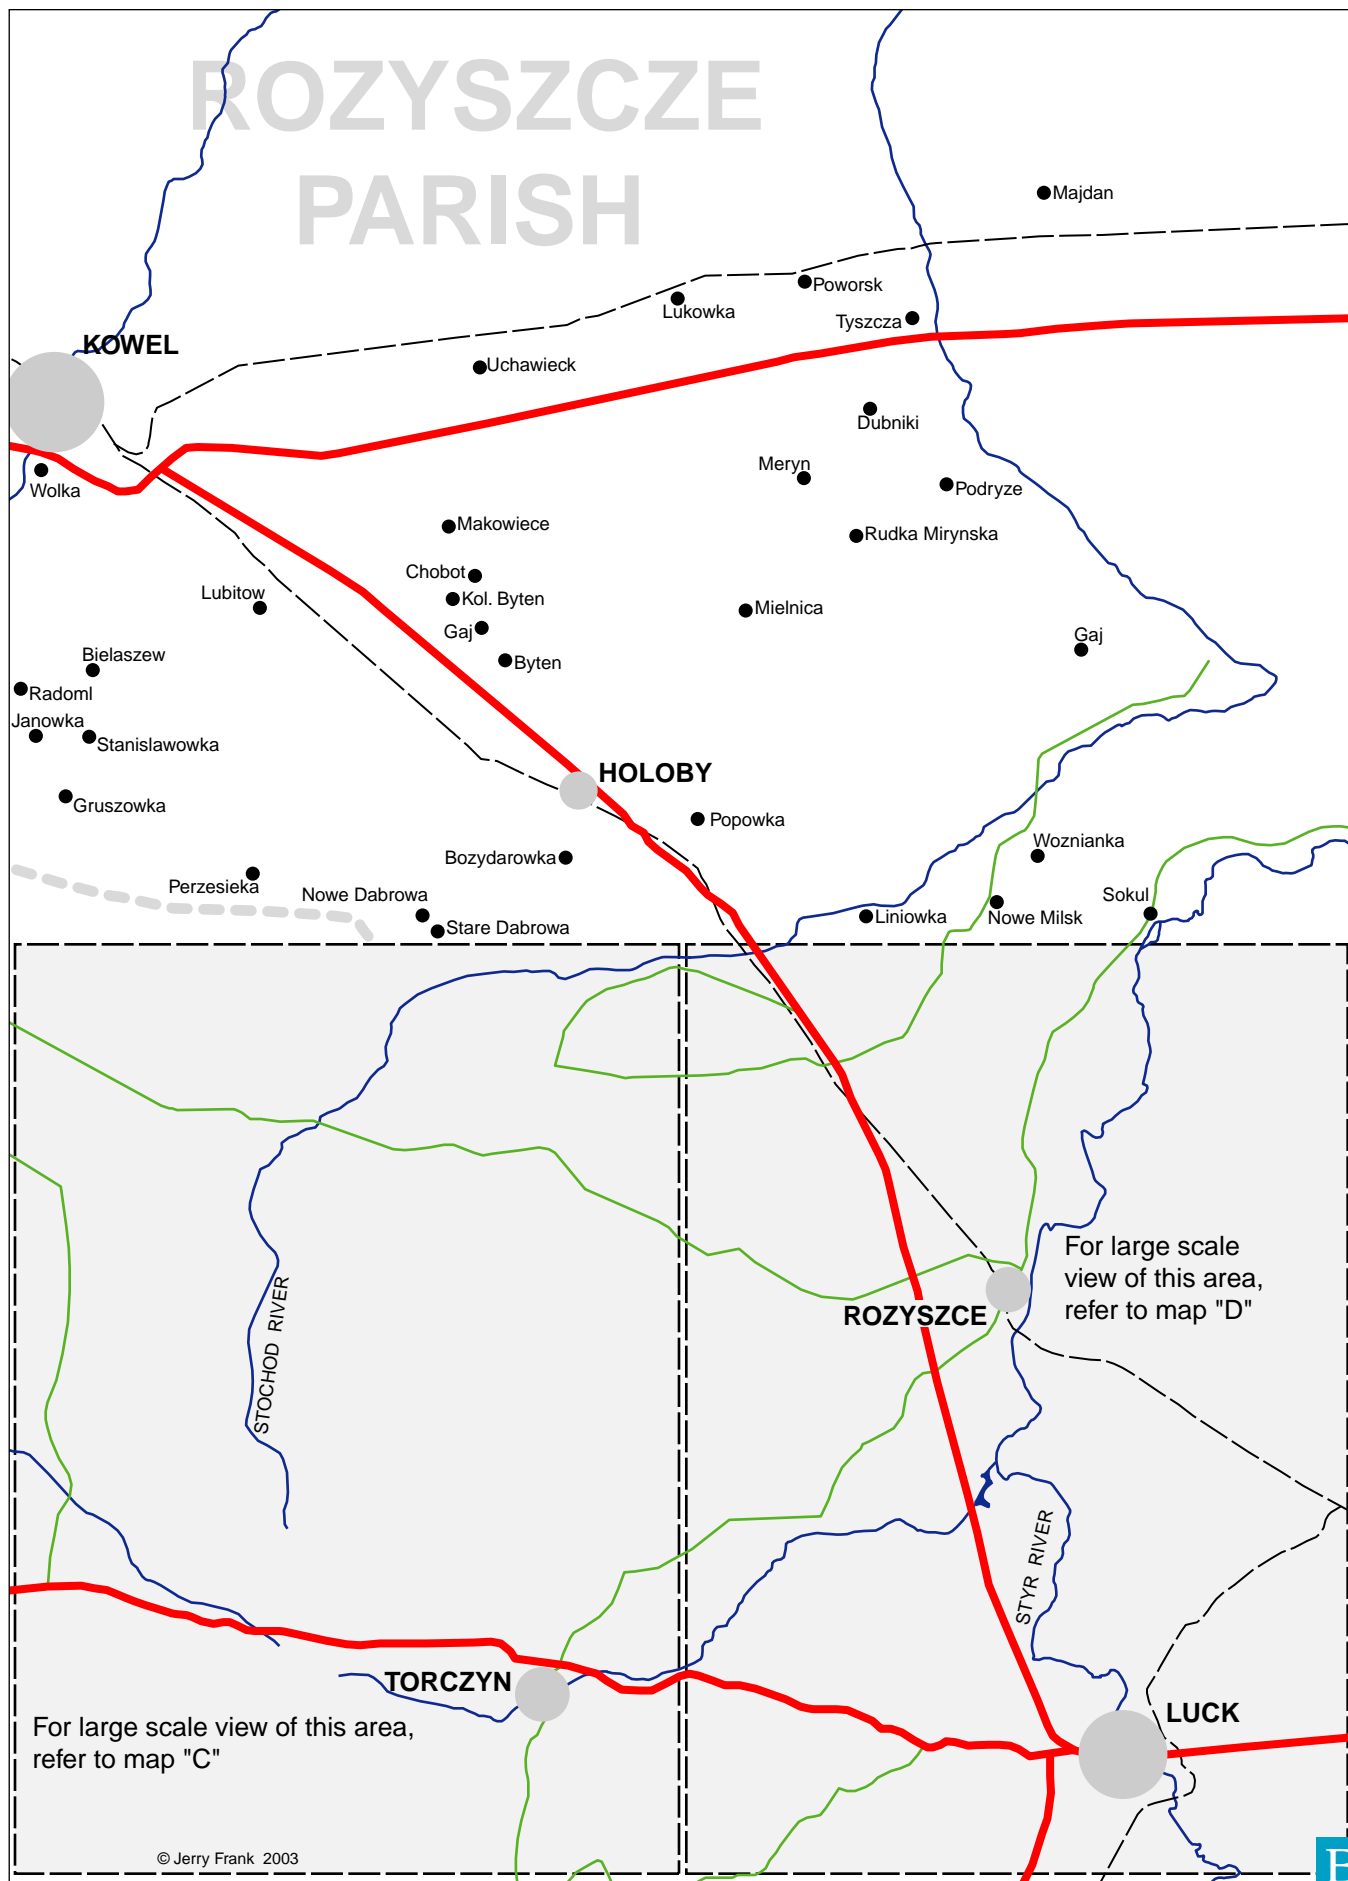 ROZYSZCZE
PARISH
Majdan
Poworsk
Lukowka
Tyszcza
KOWEL
Uchawieck
Dubniki
Meryn
Wolka
Podryze
Makowiece
Rudka Mirynska
Chobot
Lubitow
Kol. Byten
Mielnica
Gaj
Gaj
Bielaszew
Byten
Radoml
Janowka
Stanislawowka
HOLOBY
Gruszowka
Popowka
Woznianka
Bozydarowka
Perzesieka
Nowe Dabrowa
Sokul
Liniowka
Nowe Milsk
Stare Dabrowa
For large scale
view of this area,
refer to map "D"
ROZYSZCE
STOCHOD RIVER
STYR RIVER
TORCZYN
LUCK
For large scale view of this area,
refer to map "C"
© Jerry Frank 2003
B